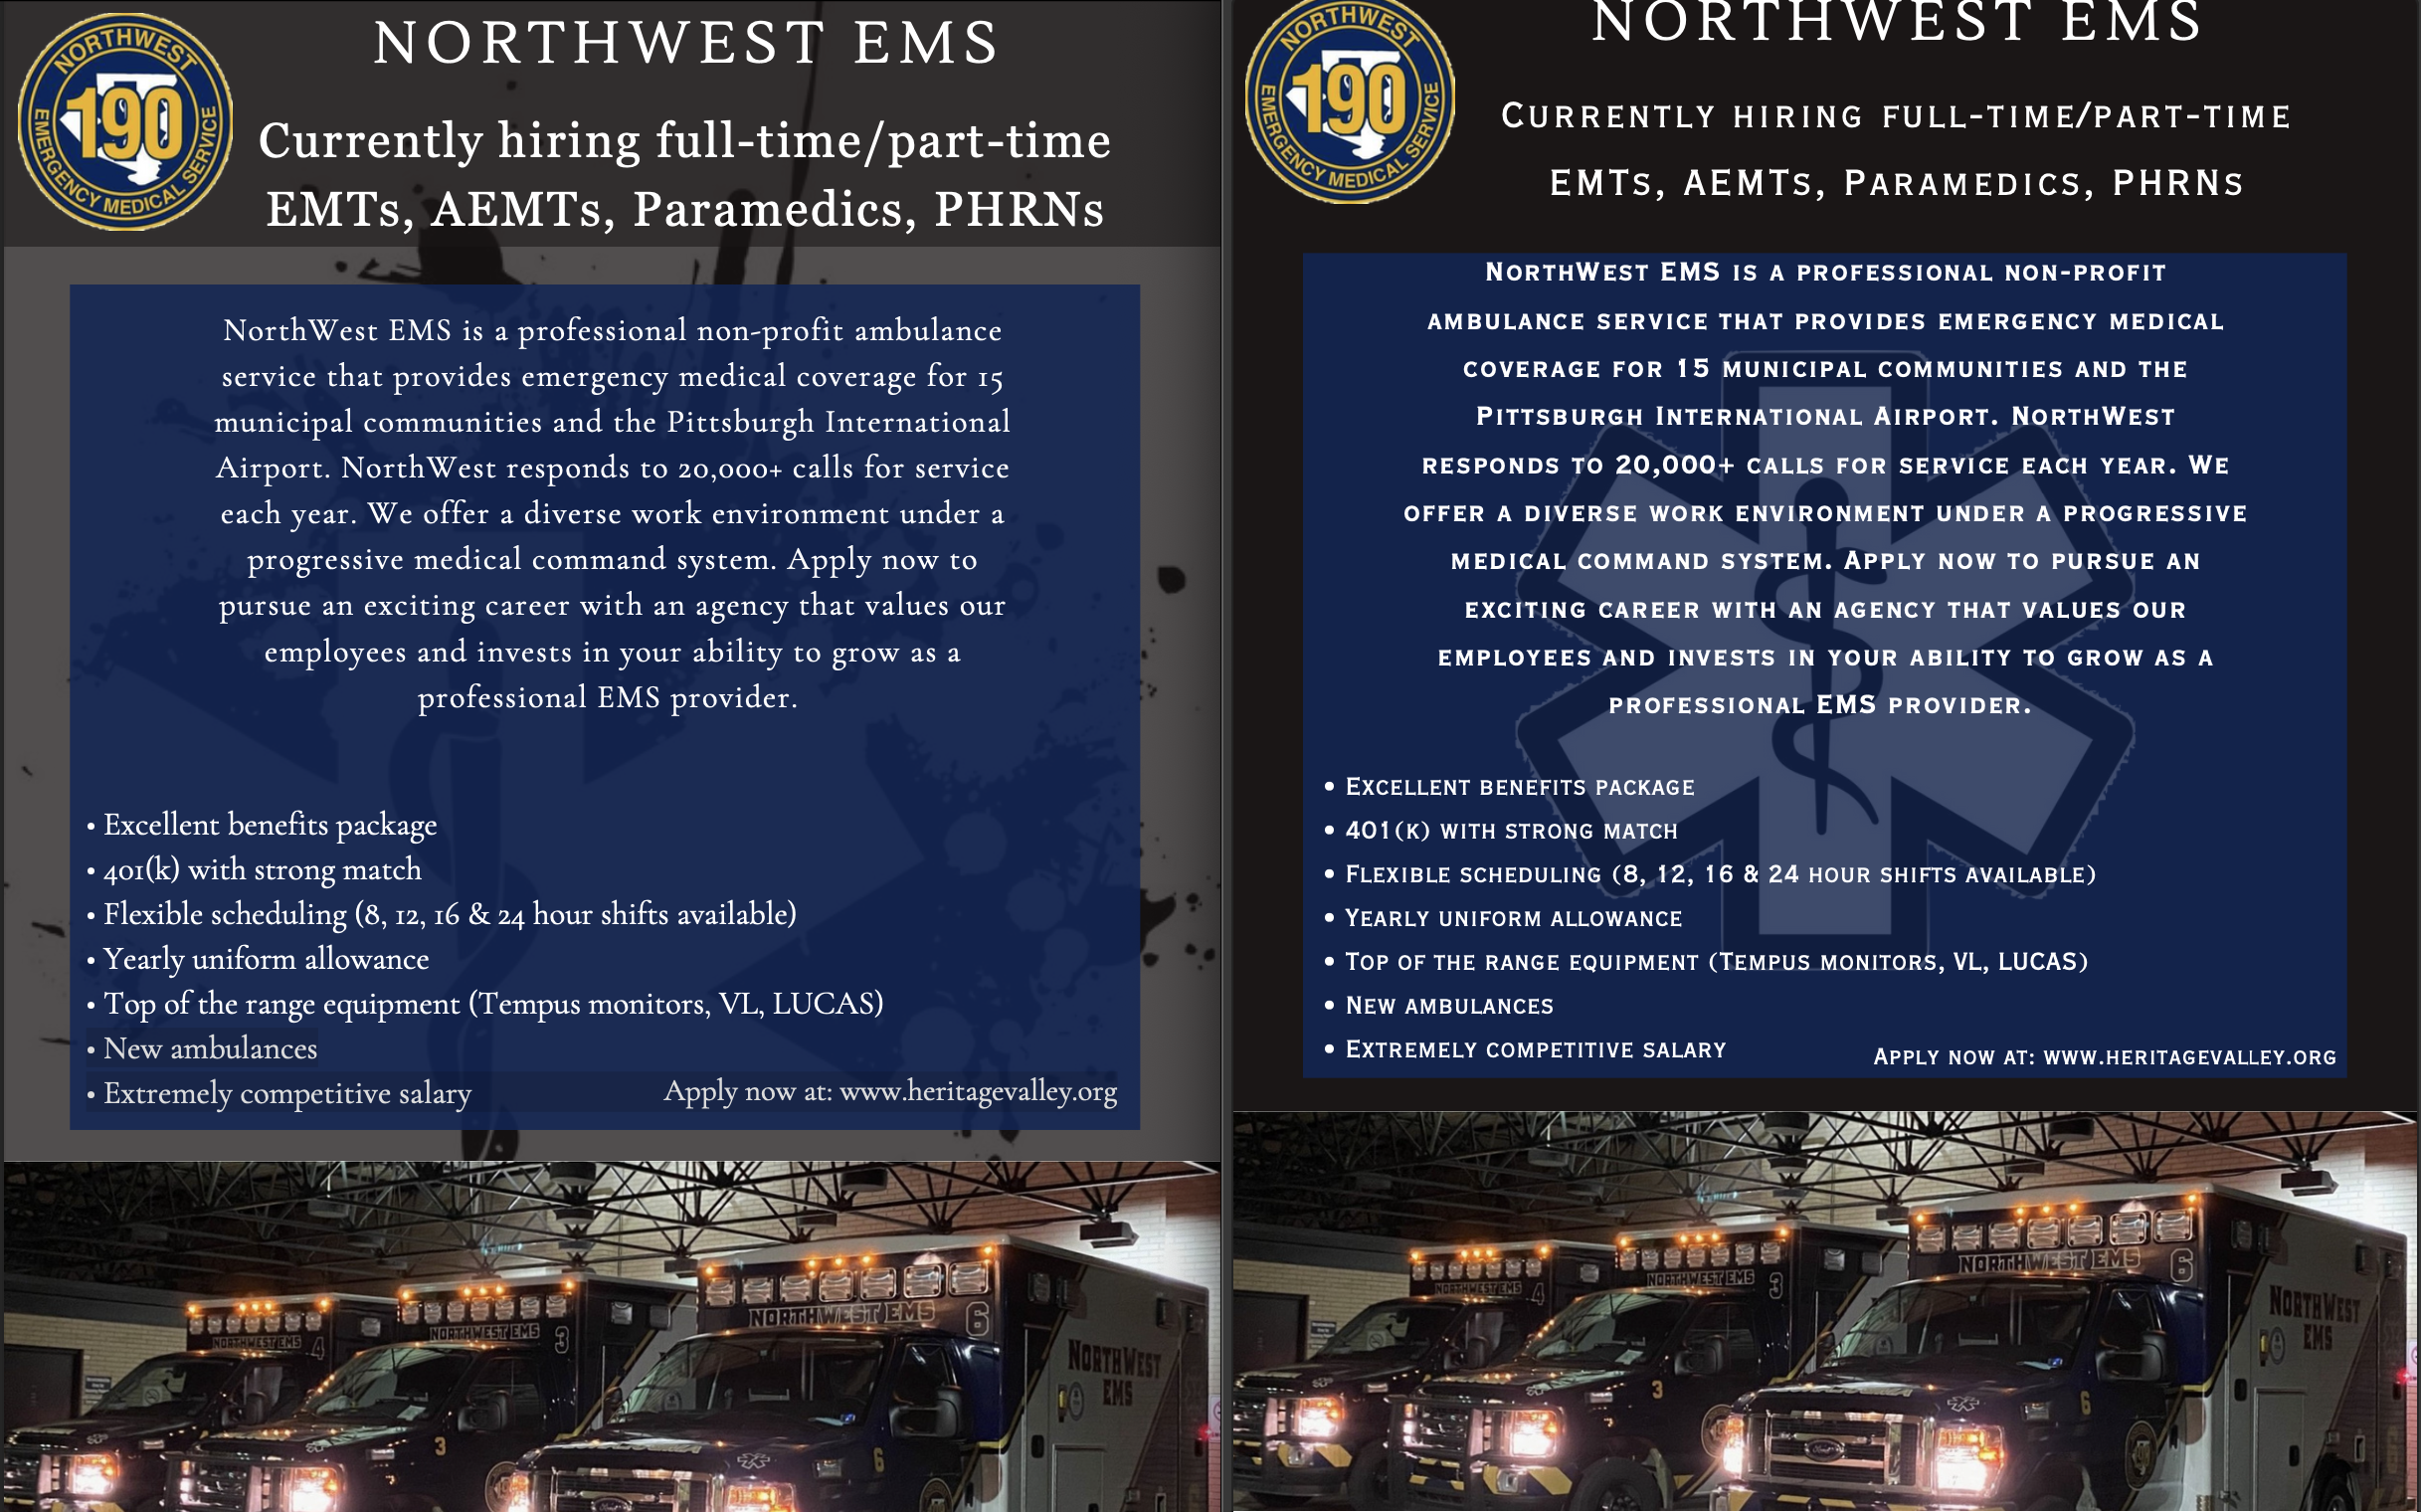 NORTHWEST
190
EMERGENCY MEDICAL SERVICE
NORTHWEST EMS
Currently hiring full-time/part-time
EMTs, AEMTs, Paramedics, PHRNs
NorthWest EMS is a professional non-profit ambulance
service that provides emergency medical coverage for 15
municipal communities and the Pittsburgh International
Airport. NorthWest responds to 20,000+ calls for service
each year. We offer a diverse work environment under a
progressive medical command system. Apply now to
pursue an exciting career with an agency that values our
employees and invests in your ability to grow as a
professional EMS provider.
• Excellent benefits package
• 401(k) with strong match
• Flexible scheduling (8, 12, 16 & 24 hour shifts available)
• Yearly uniform allowance
• Top of the range equipment (Tempus monitors, VL, LUCAS)
• New ambulances
• Extremely competitive salary
Apply now at: www.heritagevalley.org
NORTHWEST EMS 4
NORTHWEST EMS 3
NORTHWEST EMS 6
NORTHWEST
EMS
3
6
NORTHWEST
190
EMERGENCY MEDICAL SERVICE
NORTHWEST EMS
Currently hiring full-time/part-time
EMTs, AEMTs, Paramedics, PHRNs
NorthWest EMS is a professional non-profit
ambulance service that provides emergency medical
coverage for 15 municipal communities and the
Pittsburgh International Airport. NorthWest
responds to 20,000+ calls for service each year. We
offer a diverse work environment under a progressive
medical command system. Apply now to pursue an
exciting career with an agency that values our
employees and invests in your ability to grow as a
professional EMS provider.
• Excellent benefits package
• 401(k) with strong match
• Flexible scheduling (8, 12, 16 & 24 hour shifts available)
• Yearly uniform allowance
• Top of the range equipment (Tempus monitors, VL, LUCAS)
• New ambulances
• Extremely competitive salary
Apply now at: www.heritagevalley.org
NORTHWEST EMS 4
NORTHWEST EMS 3
NORTHWEST EMS 6
NORTHWEST
EMS
3
6
Ford